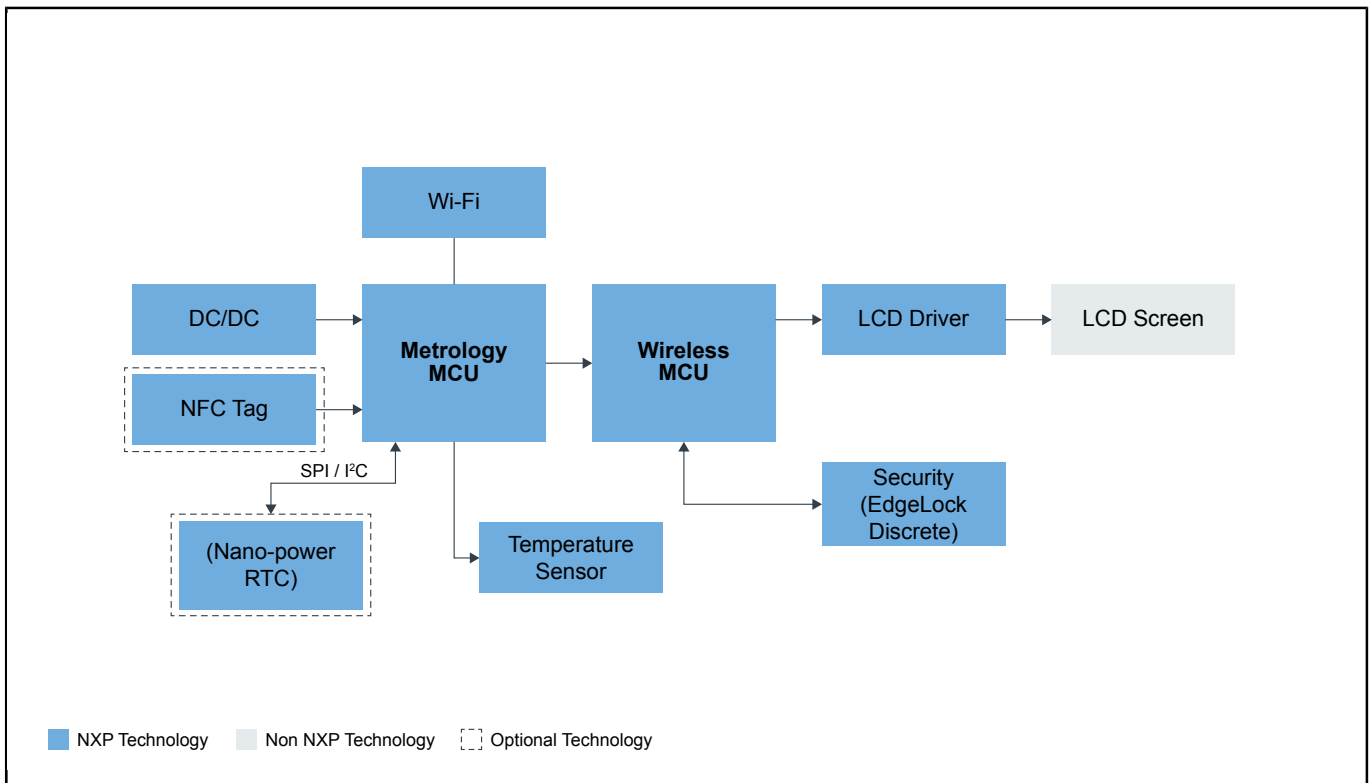 Wi-Fi
DC/DC
Metrology
MCU
Wireless
MCU
LCD Driver
LCD Screen
NFC Tag
SPI / I²C
(Nano-power
RTC)
Temperature
Sensor
Security
(EdgeLock
Discrete)
NXP Technology
Non NXP Technology
Optional Technology